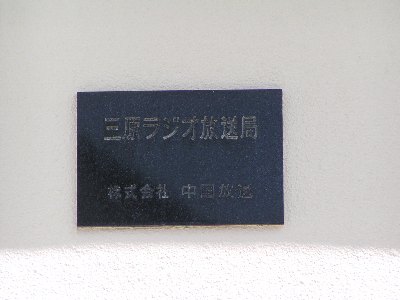 三原ラジオ放送局
株式会社 中国放送